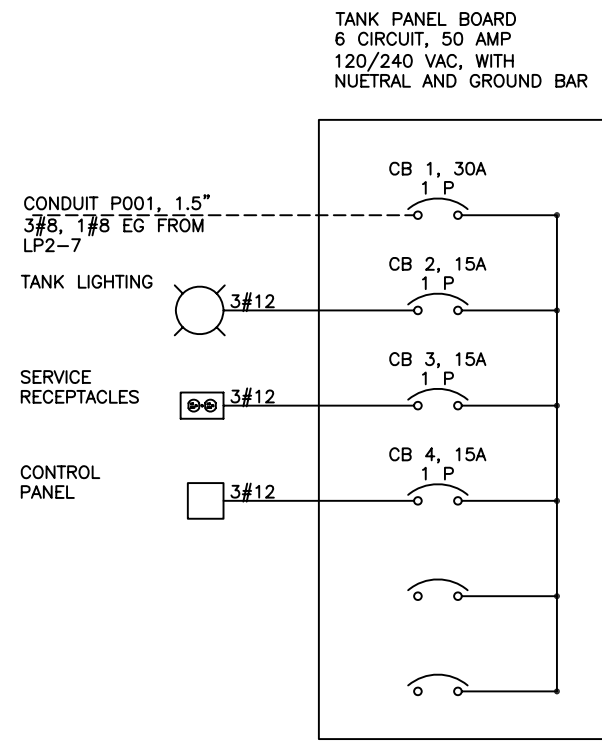 TANK PANEL BOARD
6 CIRCUIT, 50 AMP
120/240 VAC, WITH
NUETRAL AND GROUND BAR
CB 1, 30A
1 P
CONDUIT P001, 1.5"
3#8, 1#8 EG FROM
LP2-7
CB 2, 15A
1 P
TANK LIGHTING
3#12
CB 3, 15A
1 P
SERVICE
RECEPTACLES
3#12
CB 4, 15A
1 P
CONTROL
PANEL
3#12